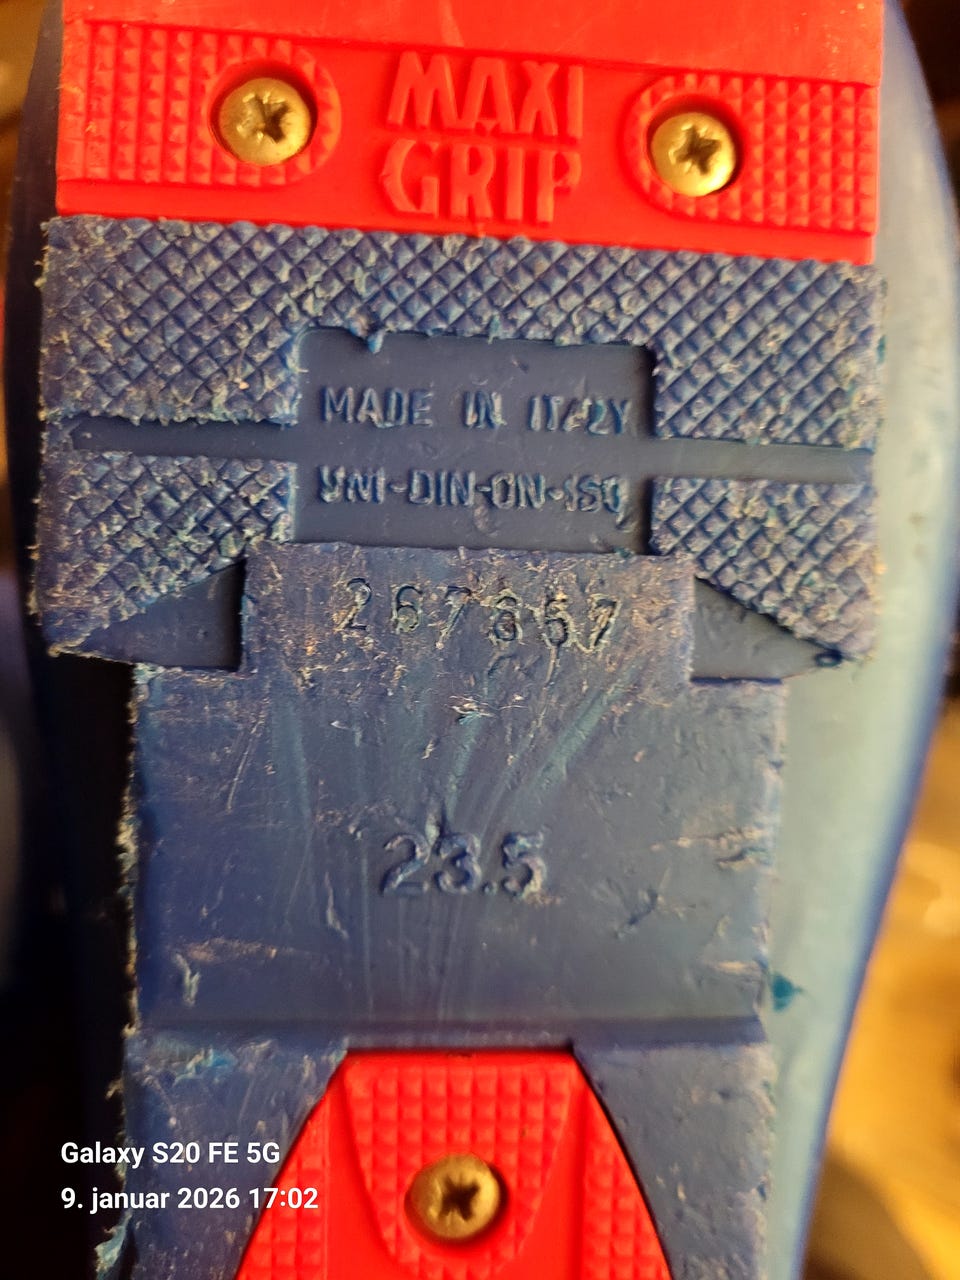 MAXI
GRIP
MADE IN ITALY
UNI-DIN-ON-ISO
267857
23.5
Galaxy S20 FE 5G
9. januar 2026 17:02